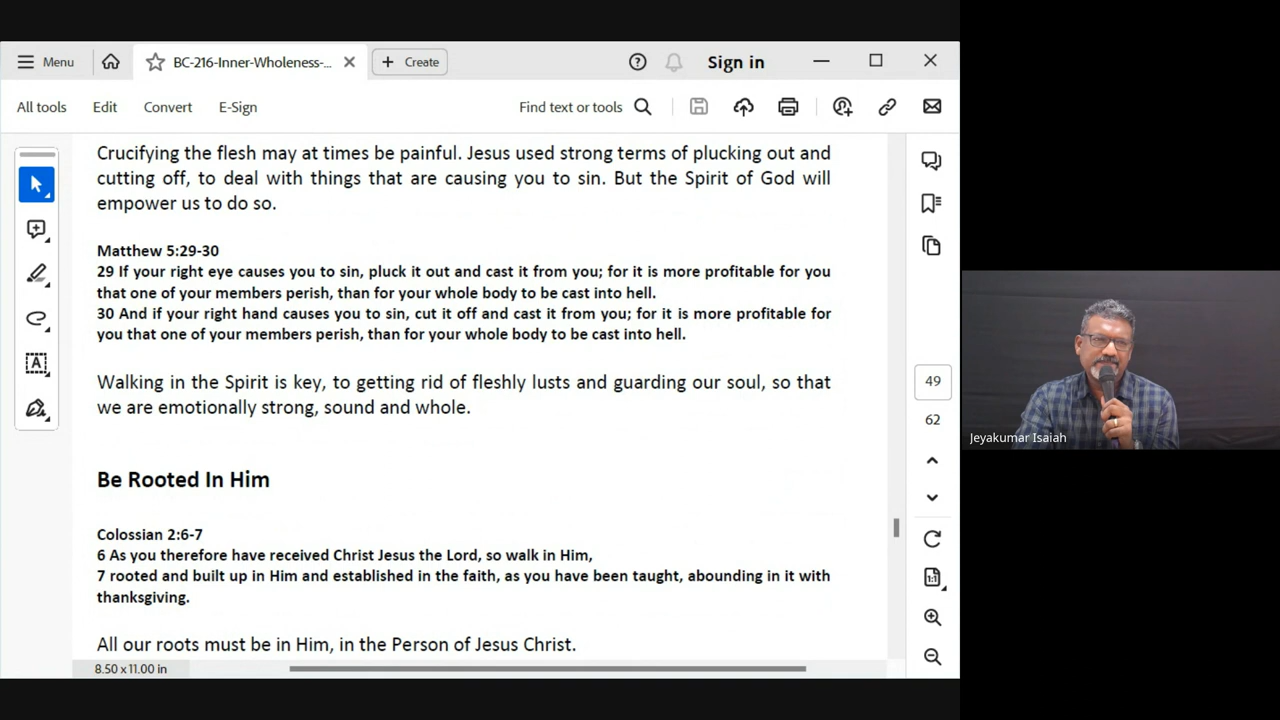 Menu
BC-216-Inner-Wholeness-...
Create
Sign in
All tools
Edit
Convert
E-Sign
Find text or tools
Crucifying the flesh may at times be painful. Jesus used strong terms of plucking out and
cutting off, to deal with things that are causing you to sin. But the Spirit of God will
empower us to do so.
Matthew 5:29-30
29 If your right eye causes you to sin, pluck it out and cast it from you; for it is more profitable for you
that one of your members perish, than for your whole body to be cast into hell.
30 And if your right hand causes you to sin, cut it off and cast it from you; for it is more profitable for
you that one of your members perish, than for your whole body to be cast into hell.
Walking in the Spirit is key, to getting rid of fleshly lusts and guarding our soul, so that
we are emotionally strong, sound and whole.
Be Rooted In Him
Colossian 2:6-7
6 As you therefore have received Christ Jesus the Lord, so walk in Him,
7 rooted and built up in Him and established in the faith, as you have been taught, abounding in it with
thanksgiving.
All our roots must be in Him, in the Person of Jesus Christ.
8.50 x 11.00 in
49
62
1:1
Jeyakumar Isaiah